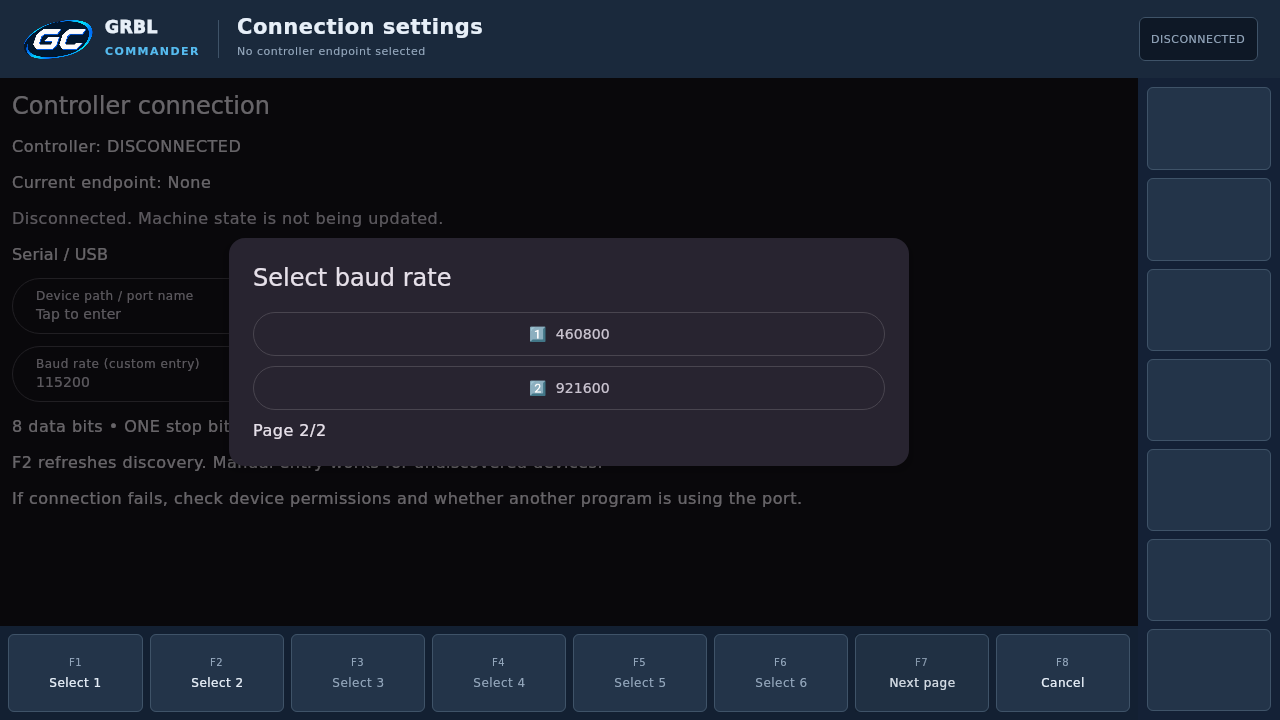 GC
GRBL
COMMANDER
Connection settings
No controller endpoint selected
DISCONNECTED
Controller connection
Controller: DISCONNECTED
Current endpoint: None
Disconnected. Machine state is not being updated.
Serial / USB
Device path / port name
Tap to enter
Baud rate (custom entry)
115200
8 data bits • ONE stop bit
F2 refreshes discovery. Manual entry works for undiscovered devices.
If connection fails, check device permissions and whether another program is using the port.
Select baud rate
1 460800
2 921600
Page 2/2
F1
Select 1
F2
Select 2
F3
Select 3
F4
Select 4
F5
Select 5
F6
Select 6
F7
Next page
F8
Cancel